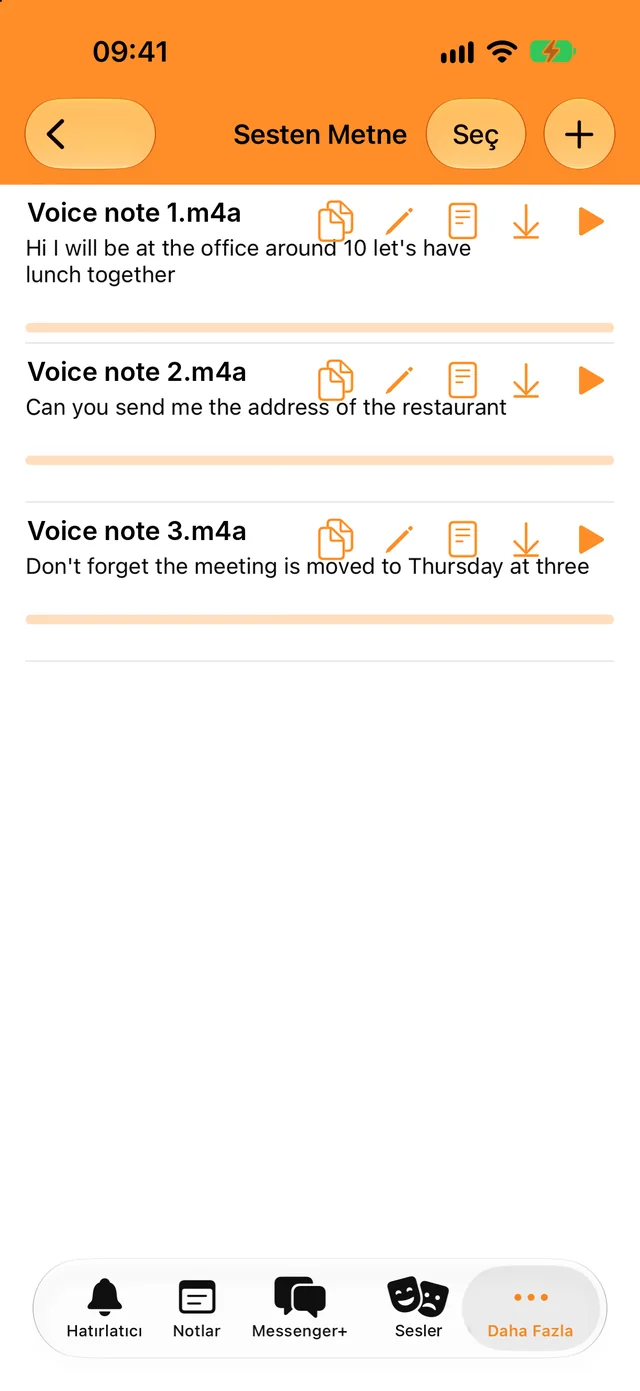 09:41
Sesten Metne
Seç
Voice note 1.m4a
Hi I will be at the office around 10 let's have
lunch together
Voice note 2.m4a
Can you send me the address of the restaurant
Voice note 3.m4a
Don't forget the meeting is moved to Thursday at three
Hatırlatıcı
Notlar
Messenger+
Sesler
Daha Fazla